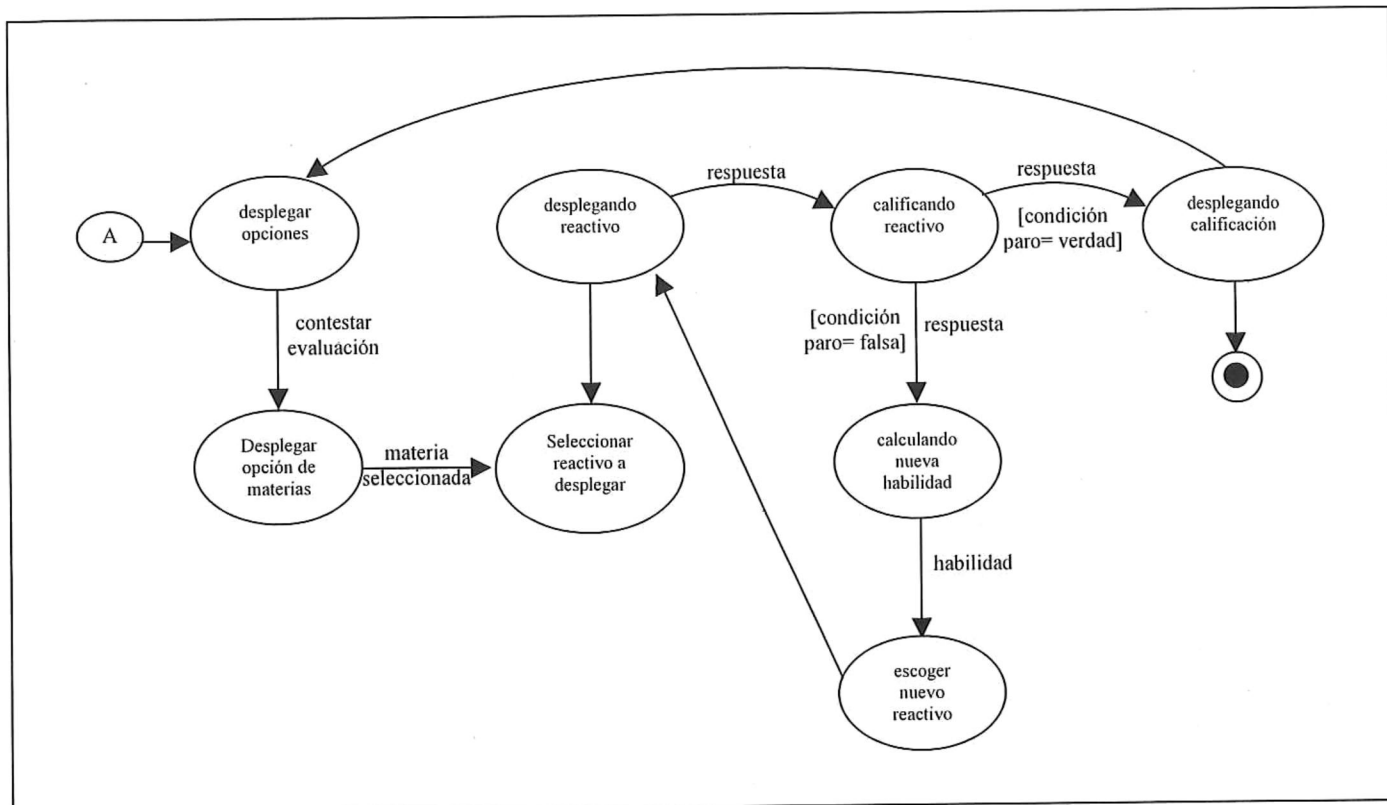 A
desplegar
opciones
contestar
evaluación
Desplegar
opción de
materias
materia
seleccionada
desplegando
reactivo
Seleccionar
reactivo a
desplegar
respuesta
calificando
reactivo
respuesta
[condición
paro= verdad]
desplegando
calificación
[condición
paro= falsa]
respuesta
calculando
nueva
habilidad
habilidad
escoger
nuevo
reactivo